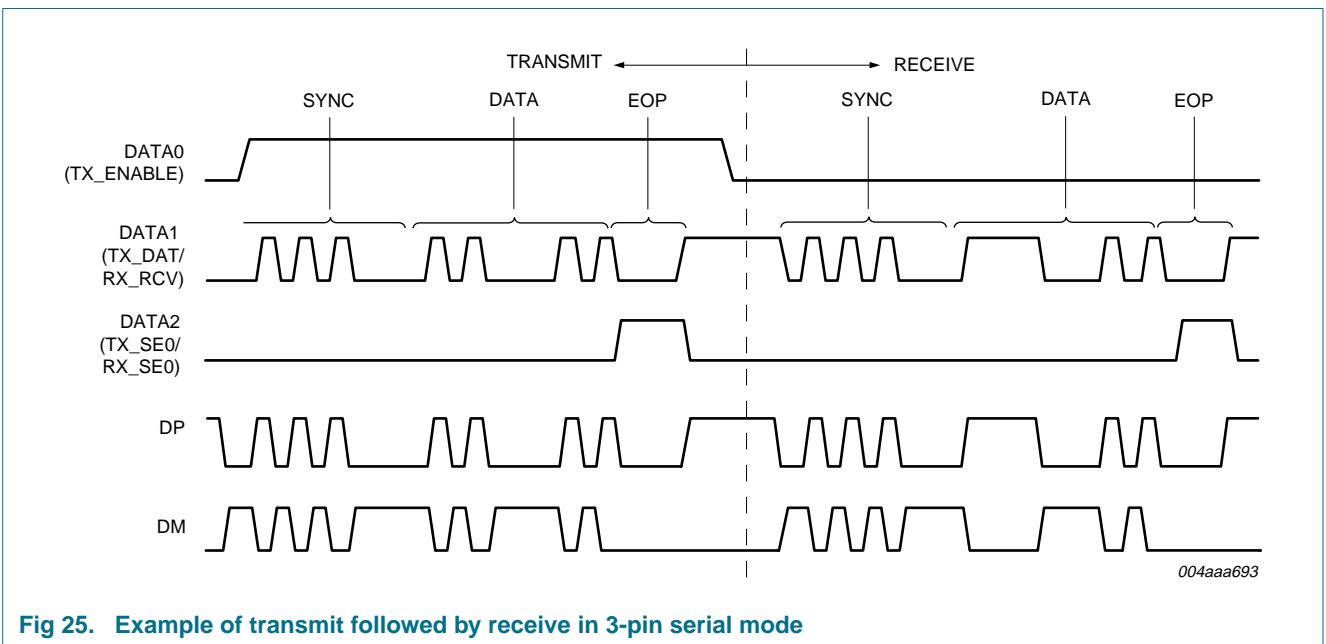 TRANSMIT RECEIVE
SYNC DATA EOP SYNC DATA EOP
DATA0
(TX_ENABLE)
DATA1
(TX_DAT/
RX_RCV)
DATA2
(TX_SE0/
RX_SE0)
DP
DM
004aaa693
Fig 25. Example of transmit followed by receive in 3-pin serial mode